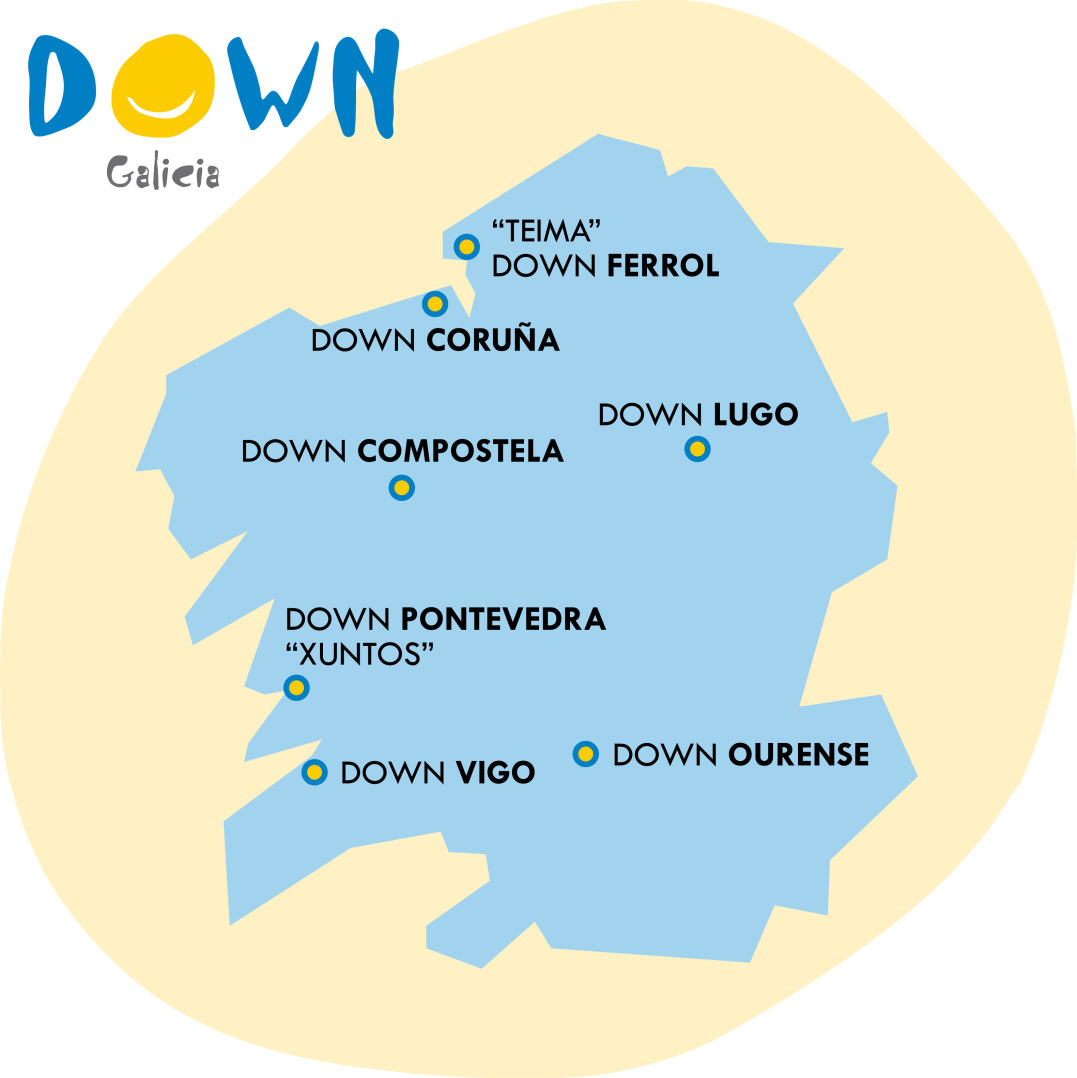 DOWN
Galicia
“TEIMA”
DOWN FERROL
DOWN CORUÑA
DOWN LUGO
DOWN COMPOSTELA
DOWN PONTEVEDRA
“XUNTOS”
DOWN OURENSE
DOWN VIGO